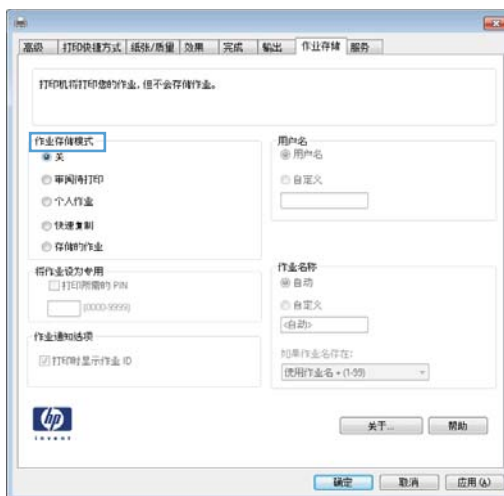 高级 打印快捷方式 纸张/质量 效果 完成 输出 作业存储 服务
打印机将打印您的作业，但不会存储作业。
作业存储模式
关
审阅待打印
个人作业
快速复制
存储的作业
用户名
用户名
自定义
将作业设为专用
打印所需的 PIN
(0000-9999)
作业通知选项
打印时显示作业 ID
作业名称
自动
自定义
<自动>
如果作业名存在:
使用作业名 + (1-99)
hp
invent
关于...
帮助
确定
取消
应用(A)